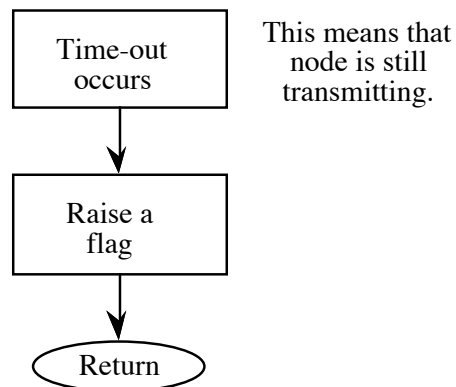 Time-out
occurs
This means that
node is still
transmitting.
Raise a
flag
Return